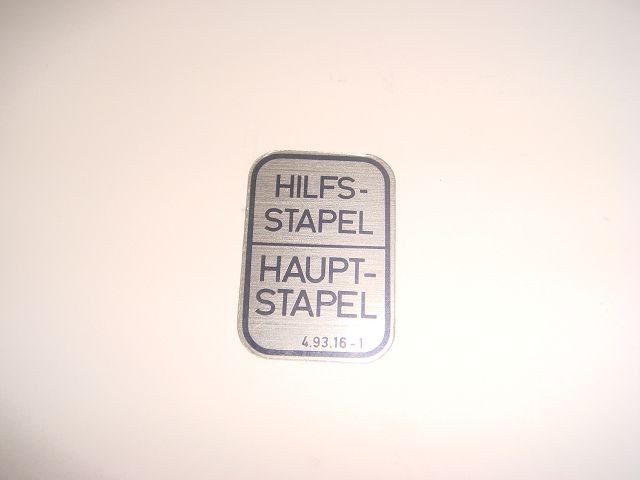 HILFS-
STAPEL
HAUPT-
STAPEL
4.93.16-1